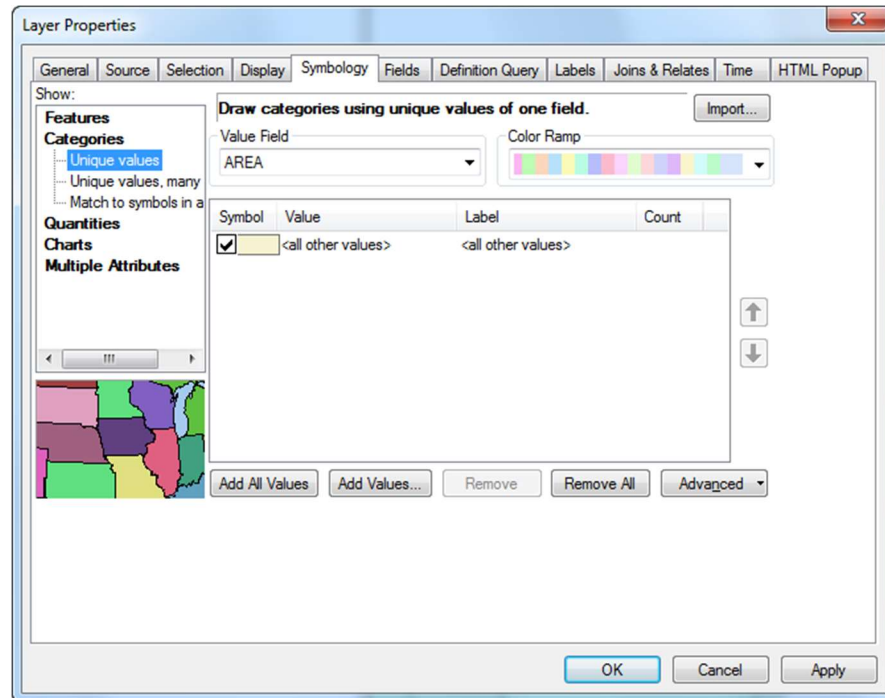 Layer Properties
General Source Selection Display Symbology Fields Definition Query Labels Joins & Relates Time HTML Popup
Show:
Features
Categories
Unique values
Unique values, many
Match to symbols in a
Quantities
Charts
Multiple Attributes
Draw categories using unique values of one field.
Import...
Value Field
AREA
Color Ramp
Symbol Value Label Count
<all other values> <all other values>
Add All Values Add Values... Remove Remove All Advanced
OK Cancel Apply